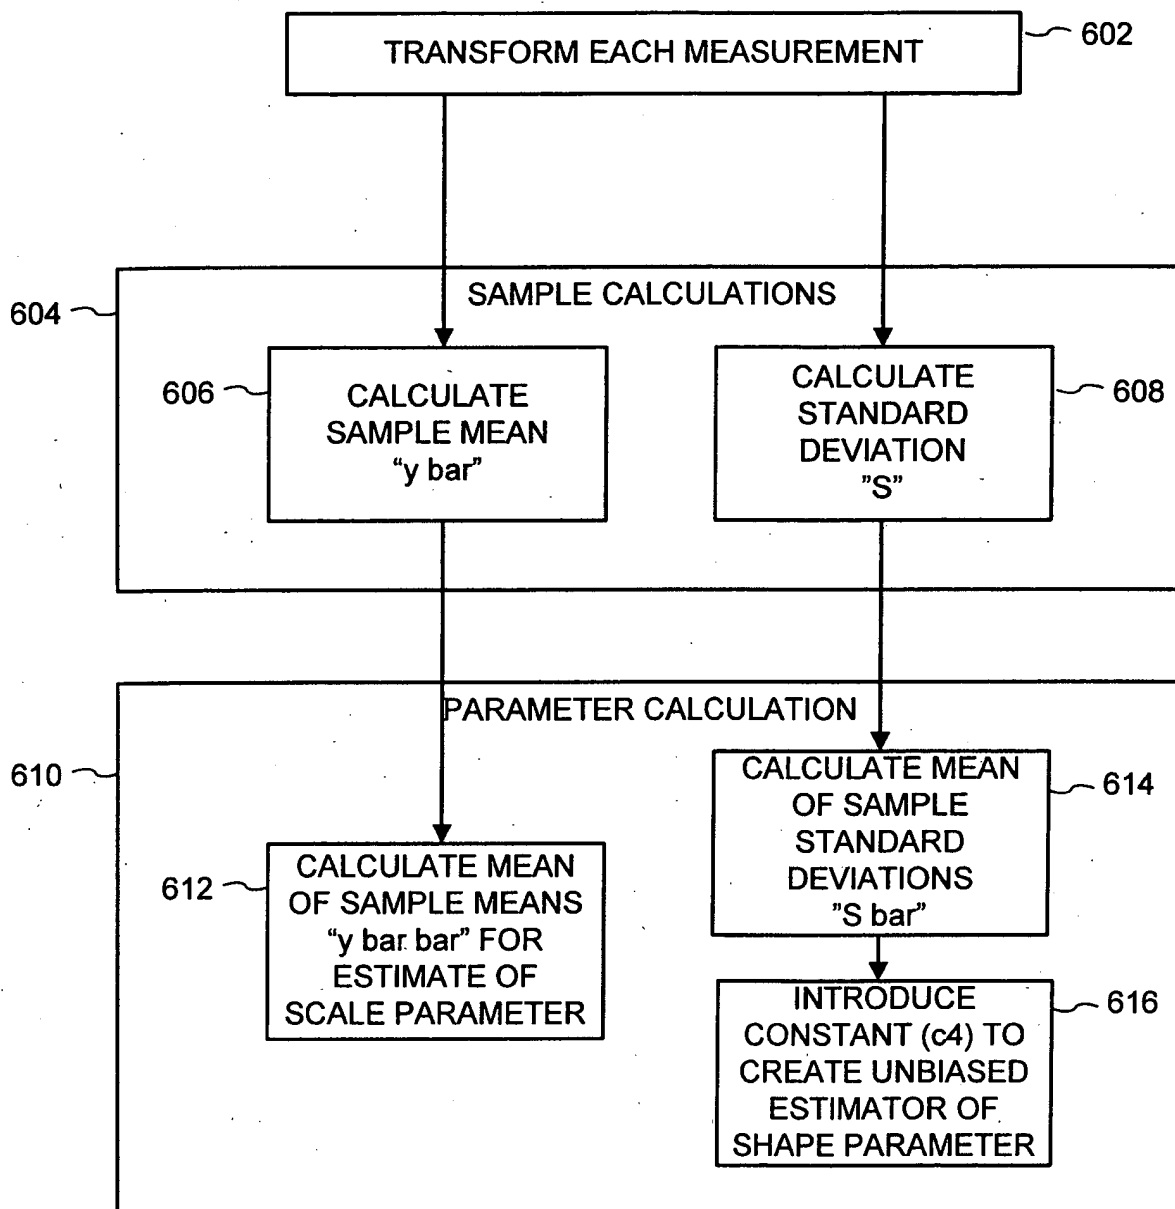 TRANSFORM EACH MEASUREMENT
602
SAMPLE CALCULATIONS
604
606
CALCULATE
SAMPLE MEAN
“y bar”
CALCULATE
STANDARD
DEVIATION
”S”
608
PARAMETER CALCULATION
610
612
CALCULATE MEAN
OF SAMPLE MEANS
“y bar bar” FOR
ESTIMATE OF
SCALE PARAMETER
CALCULATE MEAN
OF SAMPLE
STANDARD
DEVIATIONS
”S bar”
614
INTRODUCE
CONSTANT (c4) TO
CREATE UNBIASED
ESTIMATOR OF
SHAPE PARAMETER
616